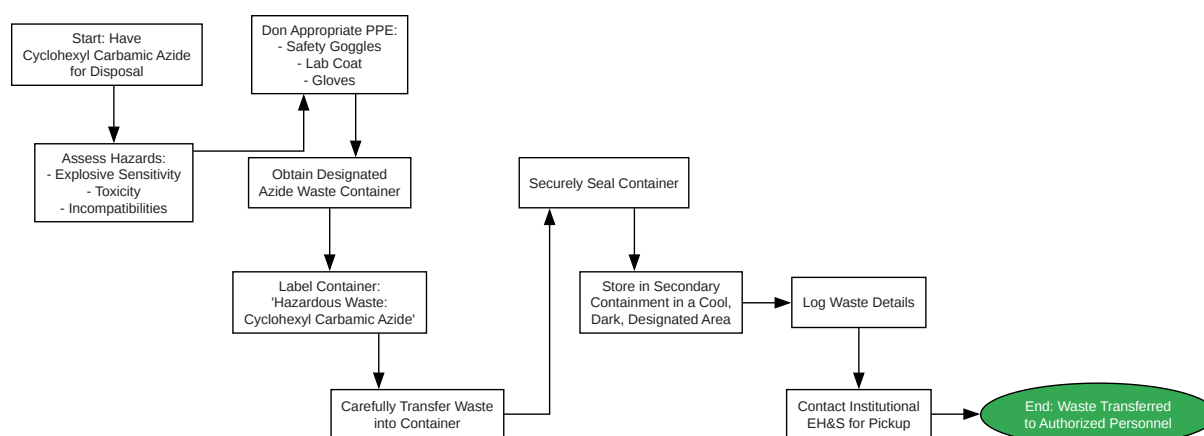 Start: Have
Cyclohexyl Carbamic Azide
for Disposal
Assess Hazards:
- Explosive Sensitivity
- Toxicity
- Incompatibilities
Don Appropriate PPE:
- Safety Goggles
- Lab Coat
- Gloves
Obtain Designated
Azide Waste Container
Label Container:
'Hazardous Waste:
Cyclohexyl Carbamic Azide'
Carefully Transfer Waste
into Container
Securely Seal Container
Store in Secondary
Containment in a Cool,
Dark, Designated Area
Log Waste Details
Contact Institutional
EH&S for Pickup
End: Waste Transferred
to Authorized Personnel